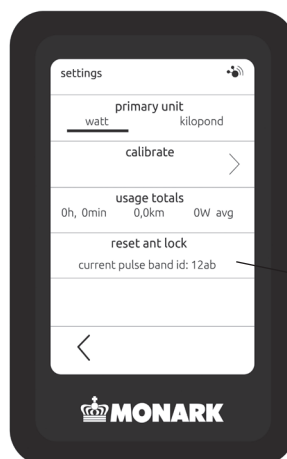 settings
primary unit
watt kilopond
calibrate
usage totals
0h, 0min 0,0km 0W avg
reset ant lock
current pulse band id: 12ab
MONARK